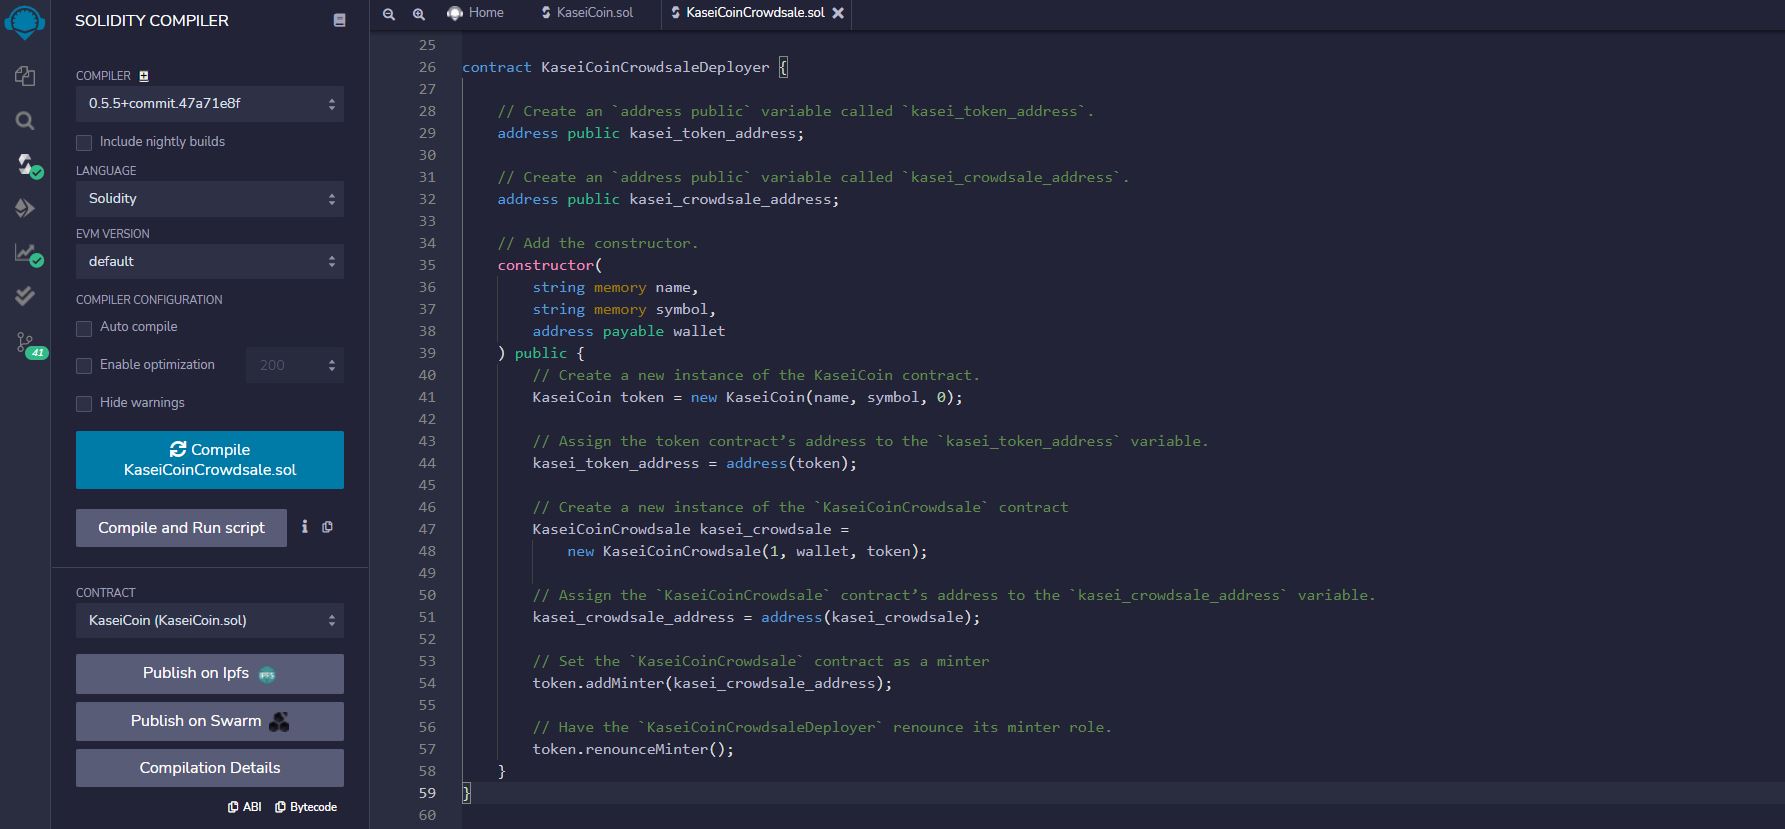 SOLIDITY COMPILER
COMPILER
0.5.5+commit.47a71e8f
Include nightly builds
LANGUAGE
Solidity
EVM VERSION
default
COMPILER CONFIGURATION
Auto compile
Enable optimization
200
Hide warnings
Compile
KaseiCoinCrowdsale.sol
Compile and Run script
CONTRACT
KaseiCoin (KaseiCoin.sol)
Publish on Ipfs
IPFS
Publish on Swarm
Compilation Details
ABI Bytecode
41
Home KaseiCoin.sol KaseiCoinCrowdsale.sol
25
26 contract KaseiCoinCrowdsaleDeployer {
27
28 // Create an `address public` variable called `kasei_token_address`.
29 address public kasei_token_address;
30
31 // Create an `address public` variable called `kasei_crowdsale_address`.
32 address public kasei_crowdsale_address;
33
34 // Add the constructor.
35 constructor(
36 string memory name,
37 string memory symbol,
38 address payable wallet
39 ) public {
40 // Create a new instance of the KaseiCoin contract.
41 KaseiCoin token = new KaseiCoin(name, symbol, 0);
42
43 // Assign the token contract’s address to the `kasei_token_address` variable.
44 kasei_token_address = address(token);
45
46 // Create a new instance of the `KaseiCoinCrowdsale` contract
47 KaseiCoinCrowdsale kasei_crowdsale =
48 new KaseiCoinCrowdsale(1, wallet, token);
49
50 // Assign the `KaseiCoinCrowdsale` contract’s address to the `kasei_crowdsale_address` variable.
51 kasei_crowdsale_address = address(kasei_crowdsale);
52
53 // Set the `KaseiCoinCrowdsale` contract as a minter
54 token.addMinter(kasei_crowdsale_address);
55
56 // Have the `KaseiCoinCrowdsaleDeployer` renounce its minter role.
57 token.renounceMinter();
58 }
59 }
60